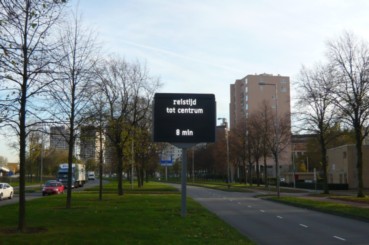 reistijd
tot centrum
8 min